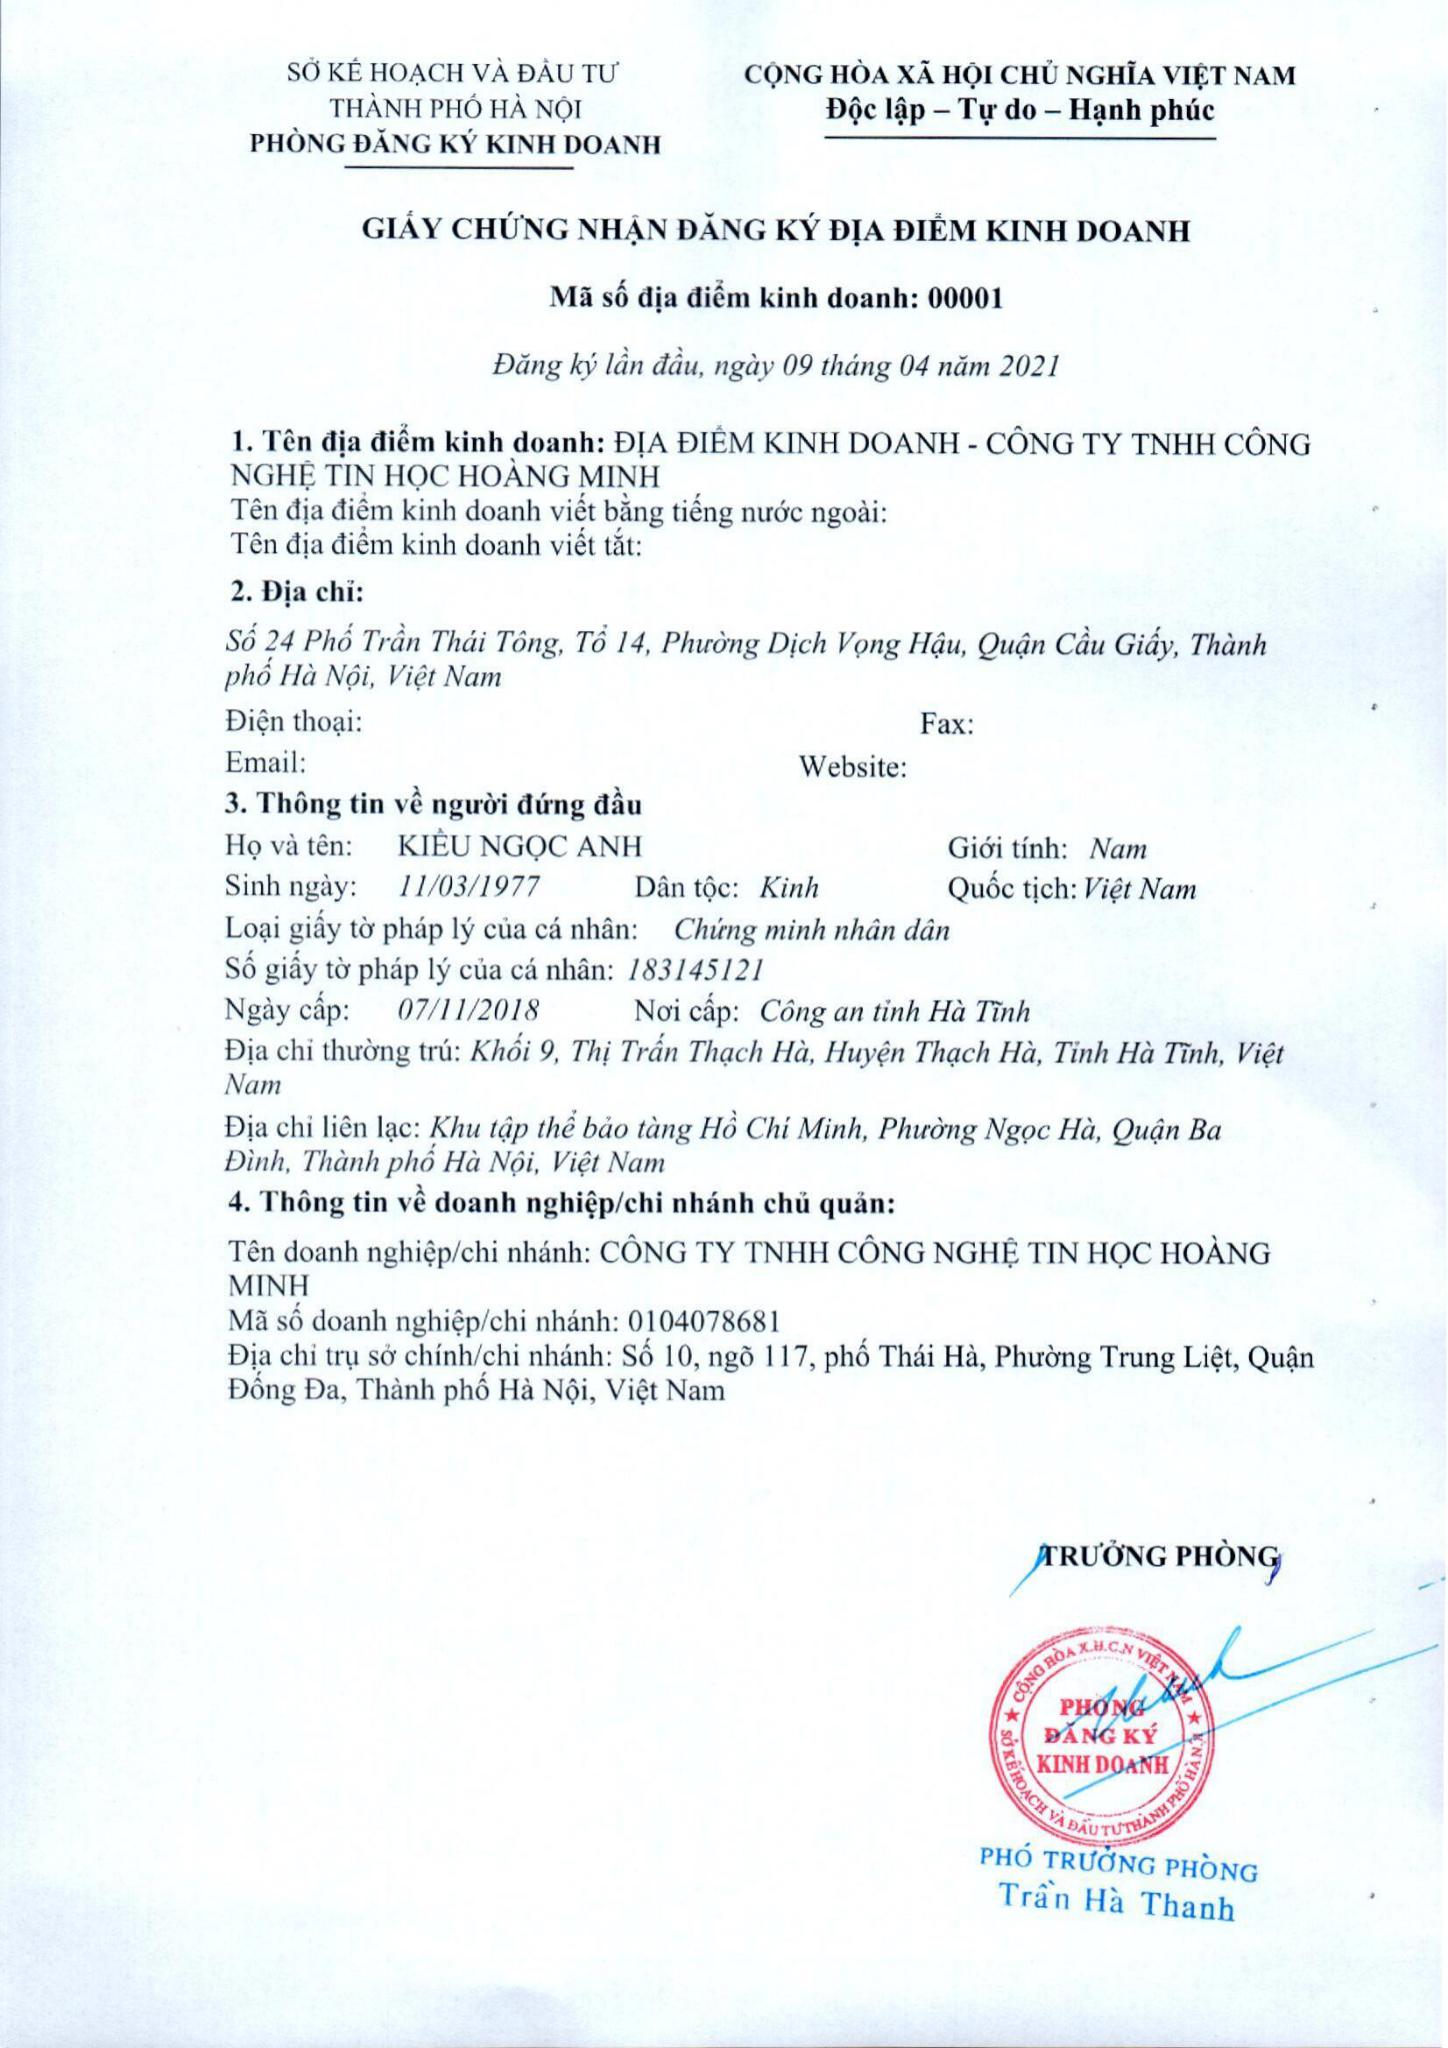 SỞ KẾ HOẠCH VÀ ĐẦU TƯ
THÀNH PHỐ HÀ NỘI
PHÒNG ĐĂNG KÝ KINH DOANH
CỘNG HÒA XÃ HỘI CHỦ NGHĨA VIỆT NAM
Độc lập – Tự do – Hạnh phúc
GIẤY CHỨNG NHẬN ĐĂNG KÝ ĐỊA ĐIỂM KINH DOANH
Mã số địa điểm kinh doanh: 00001
Đăng ký lần đầu, ngày 09 tháng 04 năm 2021
1. Tên địa điểm kinh doanh: ĐỊA ĐIỂM KINH DOANH - CÔNG TY TNHH CÔNG
NGHỆ TIN HỌC HOÀNG MINH
Tên địa điểm kinh doanh viết bằng tiếng nước ngoài:
Tên địa điểm kinh doanh viết tắt:
2. Địa chỉ:
Số 24 Phố Trần Thái Tông, Tổ 14, Phường Dịch Vọng Hậu, Quận Cầu Giấy, Thành
phố Hà Nội, Việt Nam
Điện thoại: Fax:
Email: Website:
3. Thông tin về người đứng đầu
Họ và tên: KIỀU NGỌC ANH Giới tính: Nam
Sinh ngày: 11/03/1977 Dân tộc: Kinh Quốc tịch: Việt Nam
Loại giấy tờ pháp lý của cá nhân: Chứng minh nhân dân
Số giấy tờ pháp lý của cá nhân: 183145121
Ngày cấp: 07/11/2018 Nơi cấp: Công an tỉnh Hà Tĩnh
Địa chỉ thường trú: Khối 9, Thị Trấn Thạch Hà, Huyện Thạch Hà, Tỉnh Hà Tĩnh, Việt
Nam
Địa chỉ liên lạc: Khu tập thể bảo tàng Hồ Chí Minh, Phường Ngọc Hà, Quận Ba
Đình, Thành phố Hà Nội, Việt Nam
4. Thông tin về doanh nghiệp/chi nhánh chủ quản:
Tên doanh nghiệp/chi nhánh: CÔNG TY TNHH CÔNG NGHỆ TIN HỌC HOÀNG
MINH
Mã số doanh nghiệp/chi nhánh: 0104078681
Địa chỉ trụ sở chính/chi nhánh: Số 10, ngõ 117, phố Thái Hà, Phường Trung Liệt, Quận
Đống Đa, Thành phố Hà Nội, Việt Nam
TRƯỞNG PHÒNG
CỘNG HÒA X.H.C.N VIỆT NAM
PHÒNG
ĐĂNG KÝ
KINH DOANH
SỞ KẾ HOẠCH VÀ ĐẦU TƯ THÀNH PHỐ HÀ NỘI
PHÓ TRƯỞNG PHÒNG
Trần Hà Thanh